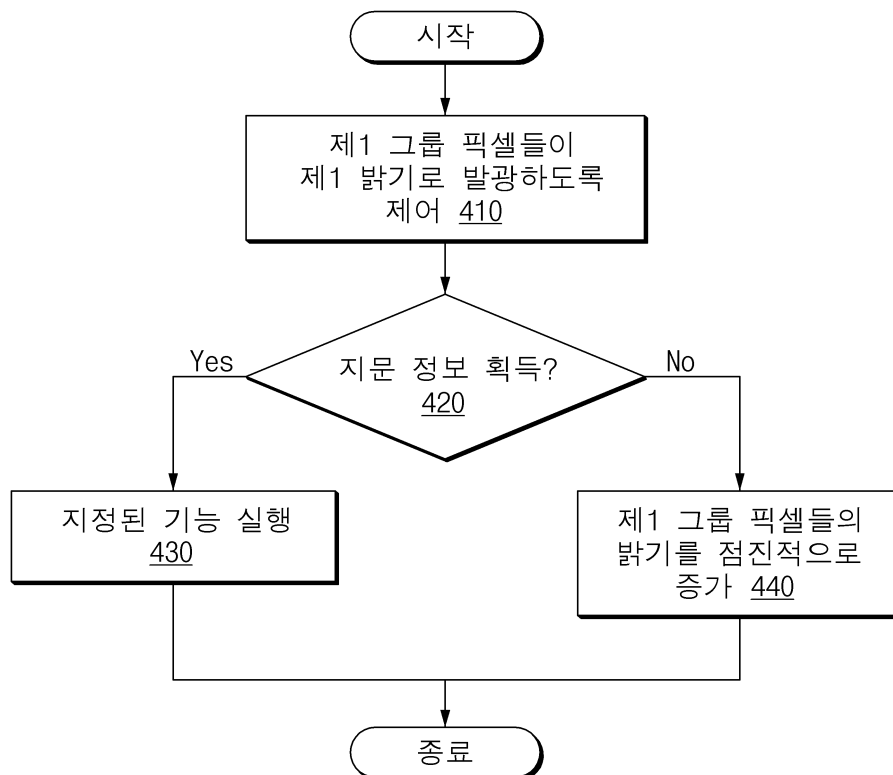 시작
제1 그룹 픽셀들이
제1 밝기로 발광하도록
제어 410
지문 정보 획득?
420
Yes
No
지정된 기능 실행
430
제1 그룹 픽셀들의
밝기를 점진적으로
증가 440
종료